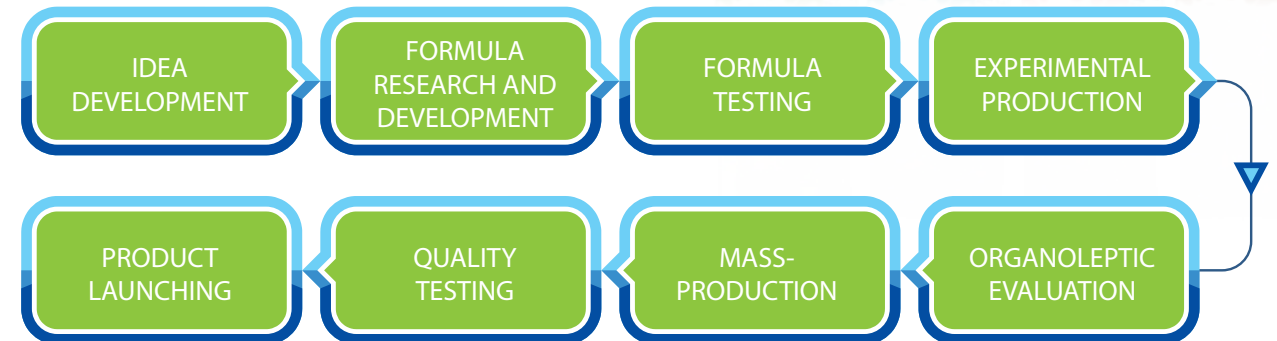 IDEA
DEVELOPMENT
FORMULA
RESEARCH AND
DEVELOPMENT
FORMULA
TESTING
EXPERIMENTAL
PRODUCTION
ORGANOLEPTIC
EVALUATION
MASS-
PRODUCTION
QUALITY
TESTING
PRODUCT
LAUNCHING